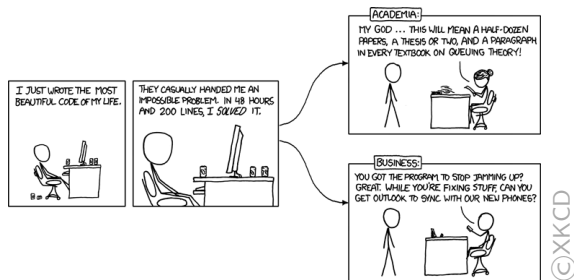 I JUST WROTE THE MOST
BEAUTIFUL CODE OF MY LIFE.
THEY CASUALLY HANDED ME AN
IMPOSSIBLE PROBLEM. IN 48 HOURS
AND 200 LINES, I SOLVED IT.
ACADEMIA:
MY GOD ... THIS WILL MEAN A HALF-DOZEN
PAPERS, A THESIS OR TWO, AND A PARAGRAPH
IN EVERY TEXTBOOK ON QUEUING THEORY!
BUSINESS:
YOU GOT THE PROGRAM TO STOP JAMMING UP?
GREAT. WHILE YOU'RE FIXING STUFF, CAN YOU
GET OUTLOOK TO SYNC WITH OUR NEW PHONES?
©XKCD